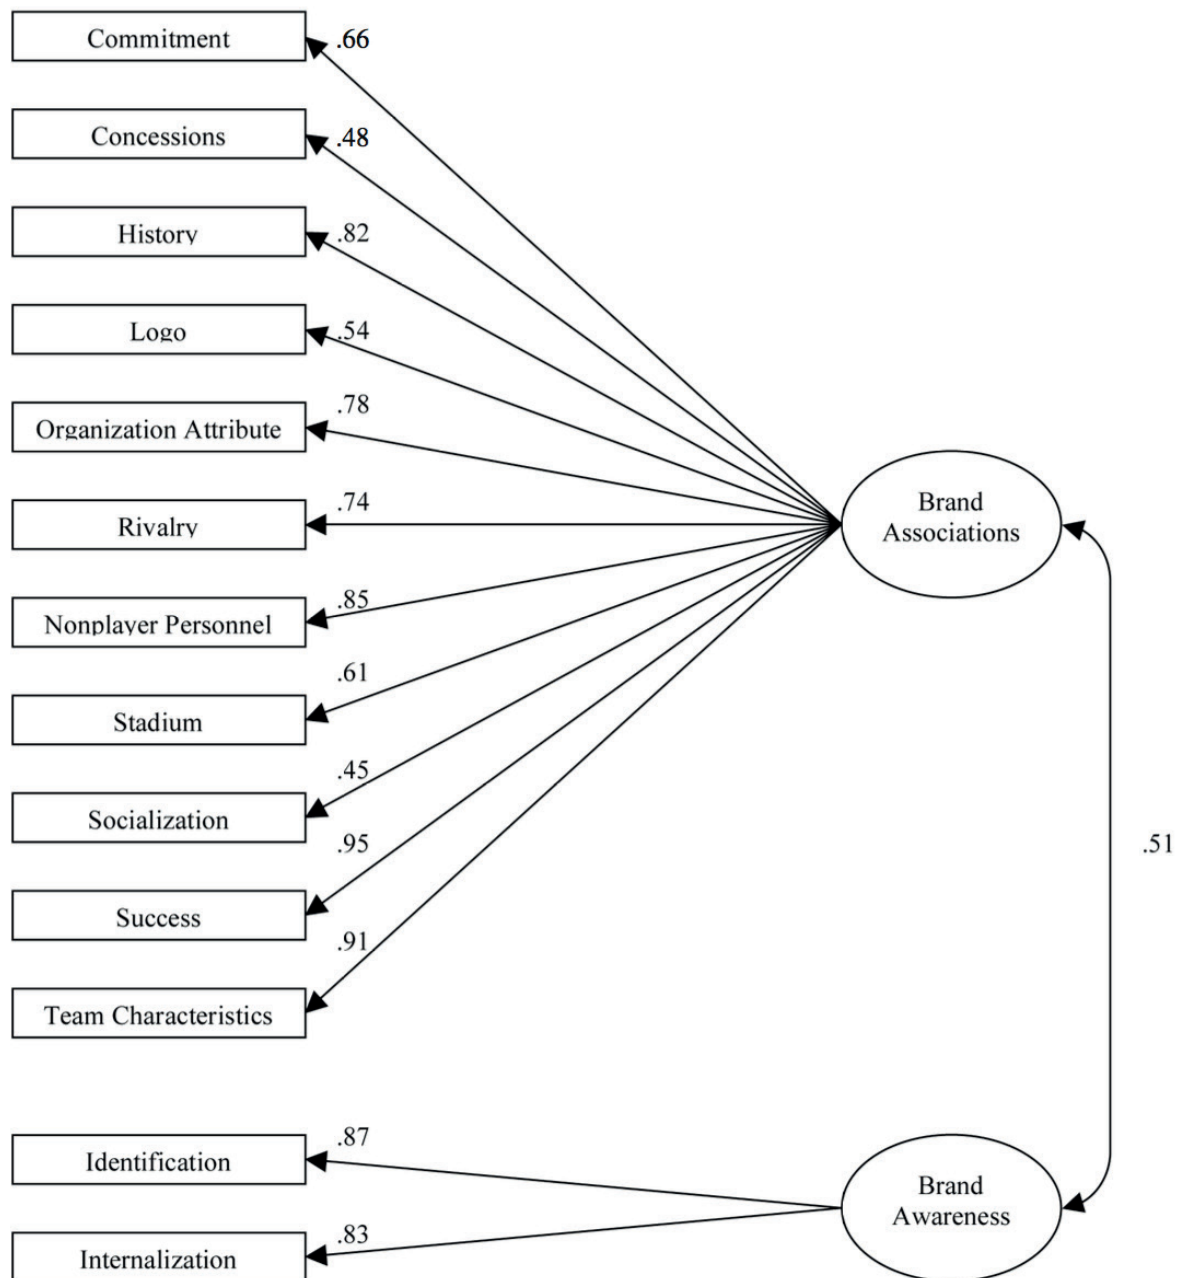 Commitment
.66
Concessions
.48
History
.82
Logo
.54
Organization Attribute
.78
Rivalry
.74
Nonplayer Personnel
.85
Stadium
.61
Socialization
.45
Success
.95
Team Characteristics
.91
Brand
Associations
.51
Identification
.87
Internalization
.83
Brand
Awareness